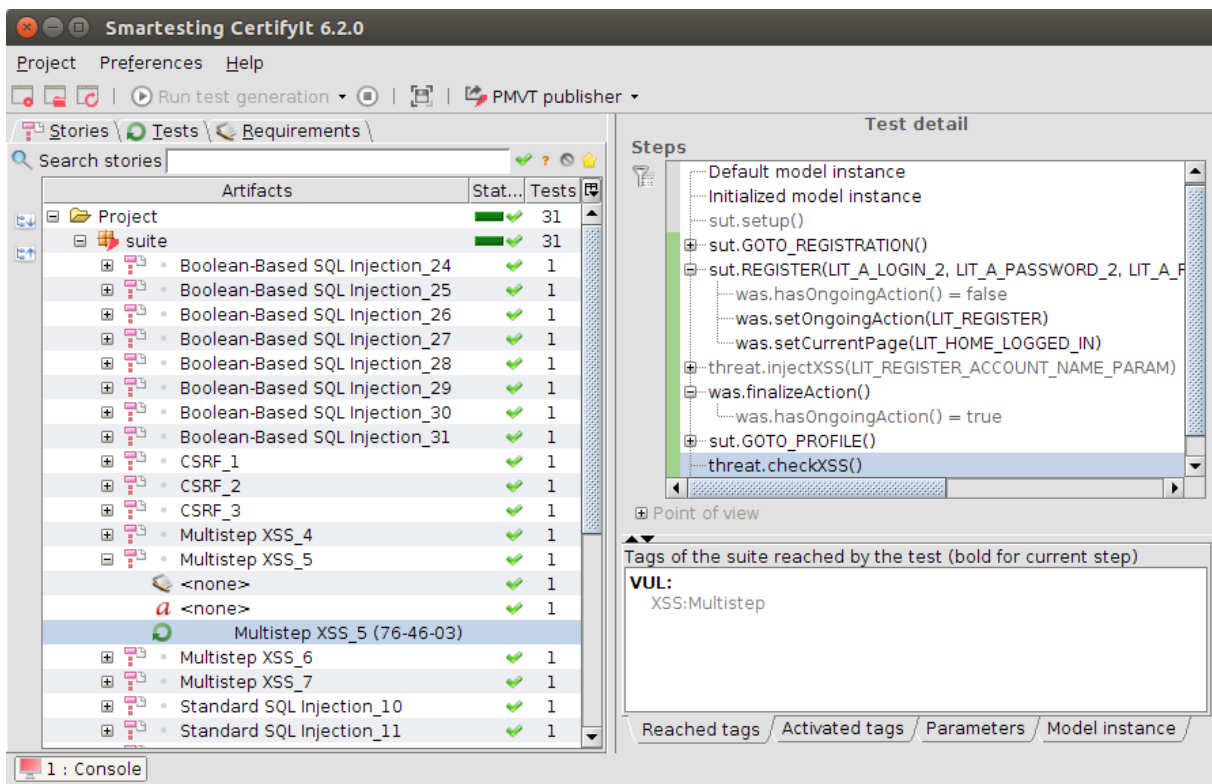 Smartesting CertifyIt 6.2.0
Project Preferences Help
Run test generation PMVT publisher
Stories Tests Requirements
Search stories
Artifacts Stat... Tests
Project 31
suite 31
Boolean-Based SQL Injection_24 1
Boolean-Based SQL Injection_25 1
Boolean-Based SQL Injection_26 1
Boolean-Based SQL Injection_27 1
Boolean-Based SQL Injection_28 1
Boolean-Based SQL Injection_29 1
Boolean-Based SQL Injection_30 1
Boolean-Based SQL Injection_31 1
CSRF_1 1
CSRF_2 1
CSRF_3 1
Multistep XSS_4 1
Multistep XSS_5 1
<none> 1
a <none> 1
Multistep XSS_5 (76-46-03)
Multistep XSS_6 1
Multistep XSS_7 1
Standard SQL Injection_10 1
Standard SQL Injection_11 1
Test detail
Steps
Default model instance
Initialized model instance
sut.setup()
sut.GOTO_REGISTRATION()
sut.REGISTER(LIT_A_LOGIN_2, LIT_A_PASSWORD_2, LIT_A_F
was.hasOngoingAction() = false
was.setOngoingAction(LIT_REGISTER)
was.setCurrentPage(LIT_HOME_LOGGED_IN)
threat.injectXSS(LIT_REGISTER_ACCOUNT_NAME_PARAM)
was.finalizeAction()
was.hasOngoingAction() = true
sut.GOTO_PROFILE()
threat.checkXSS()
Point of view
Tags of the suite reached by the test (bold for current step)
VUL:
XSS:Multistep
Reached tags Activated tags Parameters Model instance
1 : Console